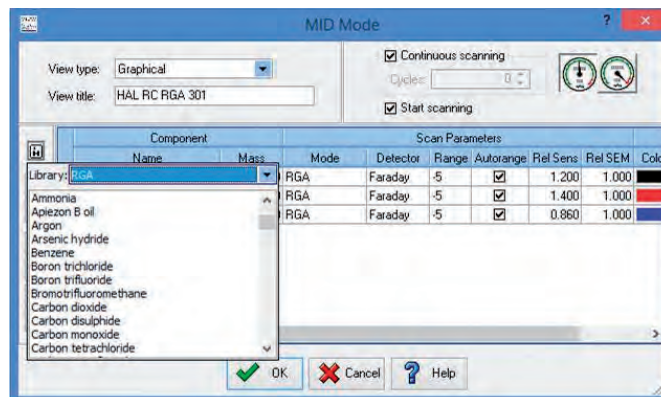 MID Mode
?
View type: Graphical
View title: HAL RC RGA 301
Continuous scanning
Cycles: 0
Start scanning
Component Scan Parameters
Name Mass Mode Detector Range Autorange Rel Sens Rel SEM
Library: RGA
RGA Faraday -5 1.200 1.000
RGA Faraday -5 1.400 1.000
RGA Faraday -5 0.860 1.000
Ammonia
Apiezon B oil
Argon
Arsenic hydride
Benzene
Boron trichloride
Boron trifluoride
Bromotrifluoromethane
Carbon dioxide
Carbon disulphide
Carbon monoxide
Carbon tetrachloride
OK Cancel ? Help